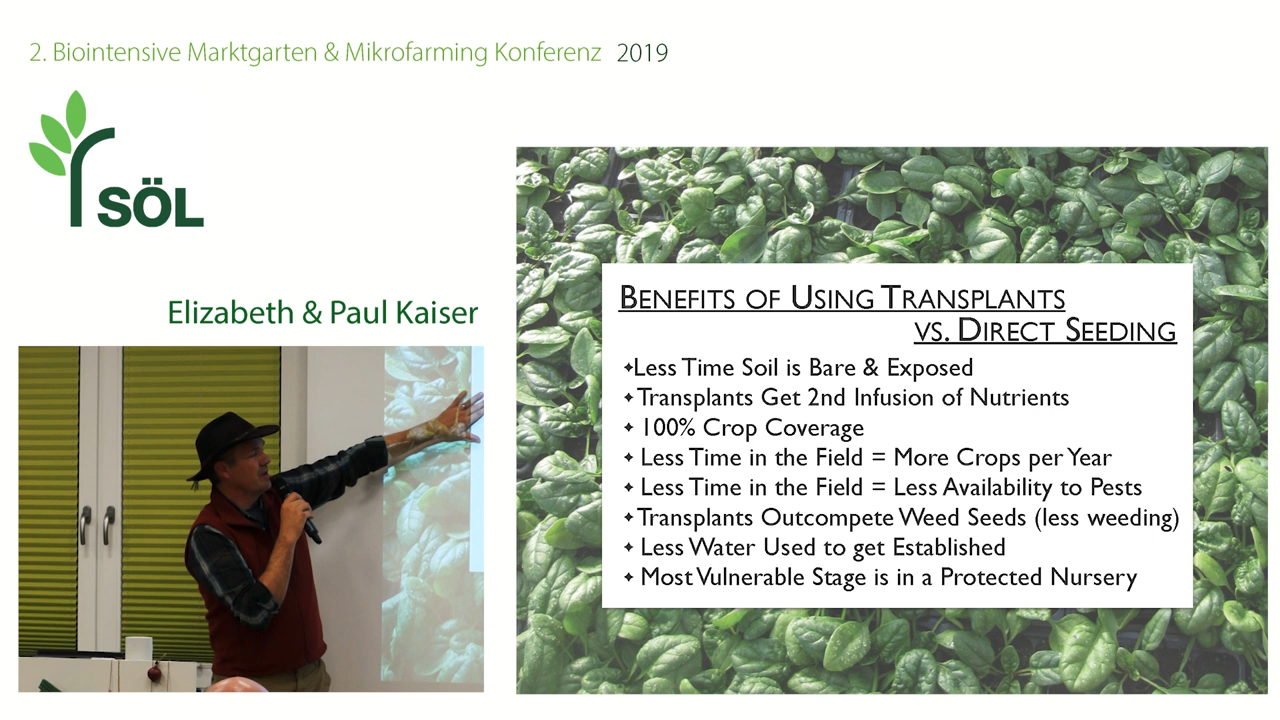 2. Biointensive Marktgarten & Mikrofarming Konferenz 2019
SÖL
Elizabeth & Paul Kaiser
BENEFITS OF USING TRANSPLANTS
VS. DIRECT SEEDING
✦Less Time Soil is Bare & Exposed
✦ Transplants Get 2nd Infusion of Nutrients
✦ 100% Crop Coverage
✦ Less Time in the Field = More Crops per Year
✦ Less Time in the Field = Less Availability to Pests
✦ Transplants Outcompete Weed Seeds (less weeding)
✦ Less Water Used to get Established
✦ Most Vulnerable Stage is in a Protected Nursery